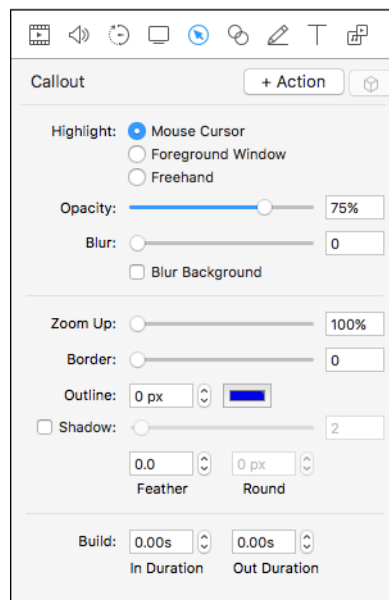 Callout + Action
Highlight: Mouse Cursor
Foreground Window
Freehand
Opacity: 75%
Blur: 0
Blur Background
Zoom Up: 100%
Border: 0
Outline: 0 px
Shadow: 2
0.0 0 px
Feather Round
Build: 0.00s 0.00s
In Duration Out Duration